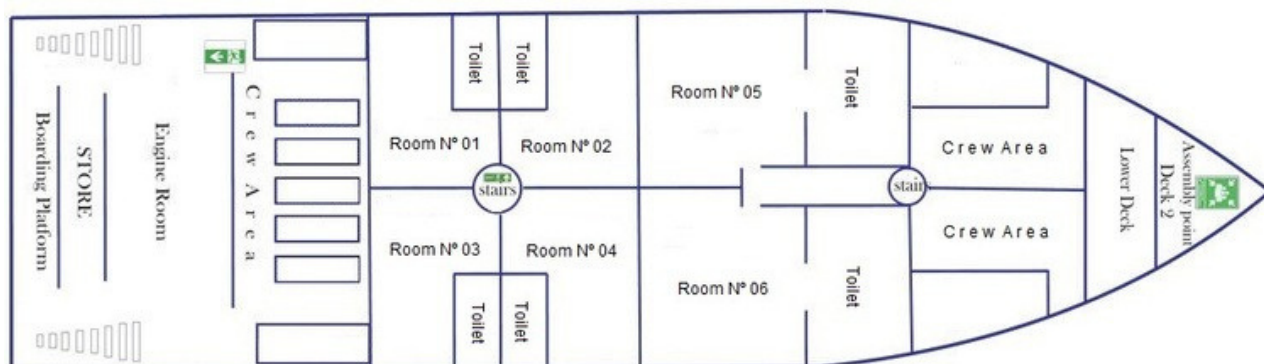 Boarding Platform
STORE
Engine Room
Crew Area
Toilet
Toilet
Room Nº 01
Room Nº 02
stairs
Room Nº 03
Room Nº 04
Toilet
Toilet
Room Nº 05
Toilet
Room Nº 06
Toilet
stair
Crew Area
Crew Area
Lower Deck
Assembly point
Deck 2